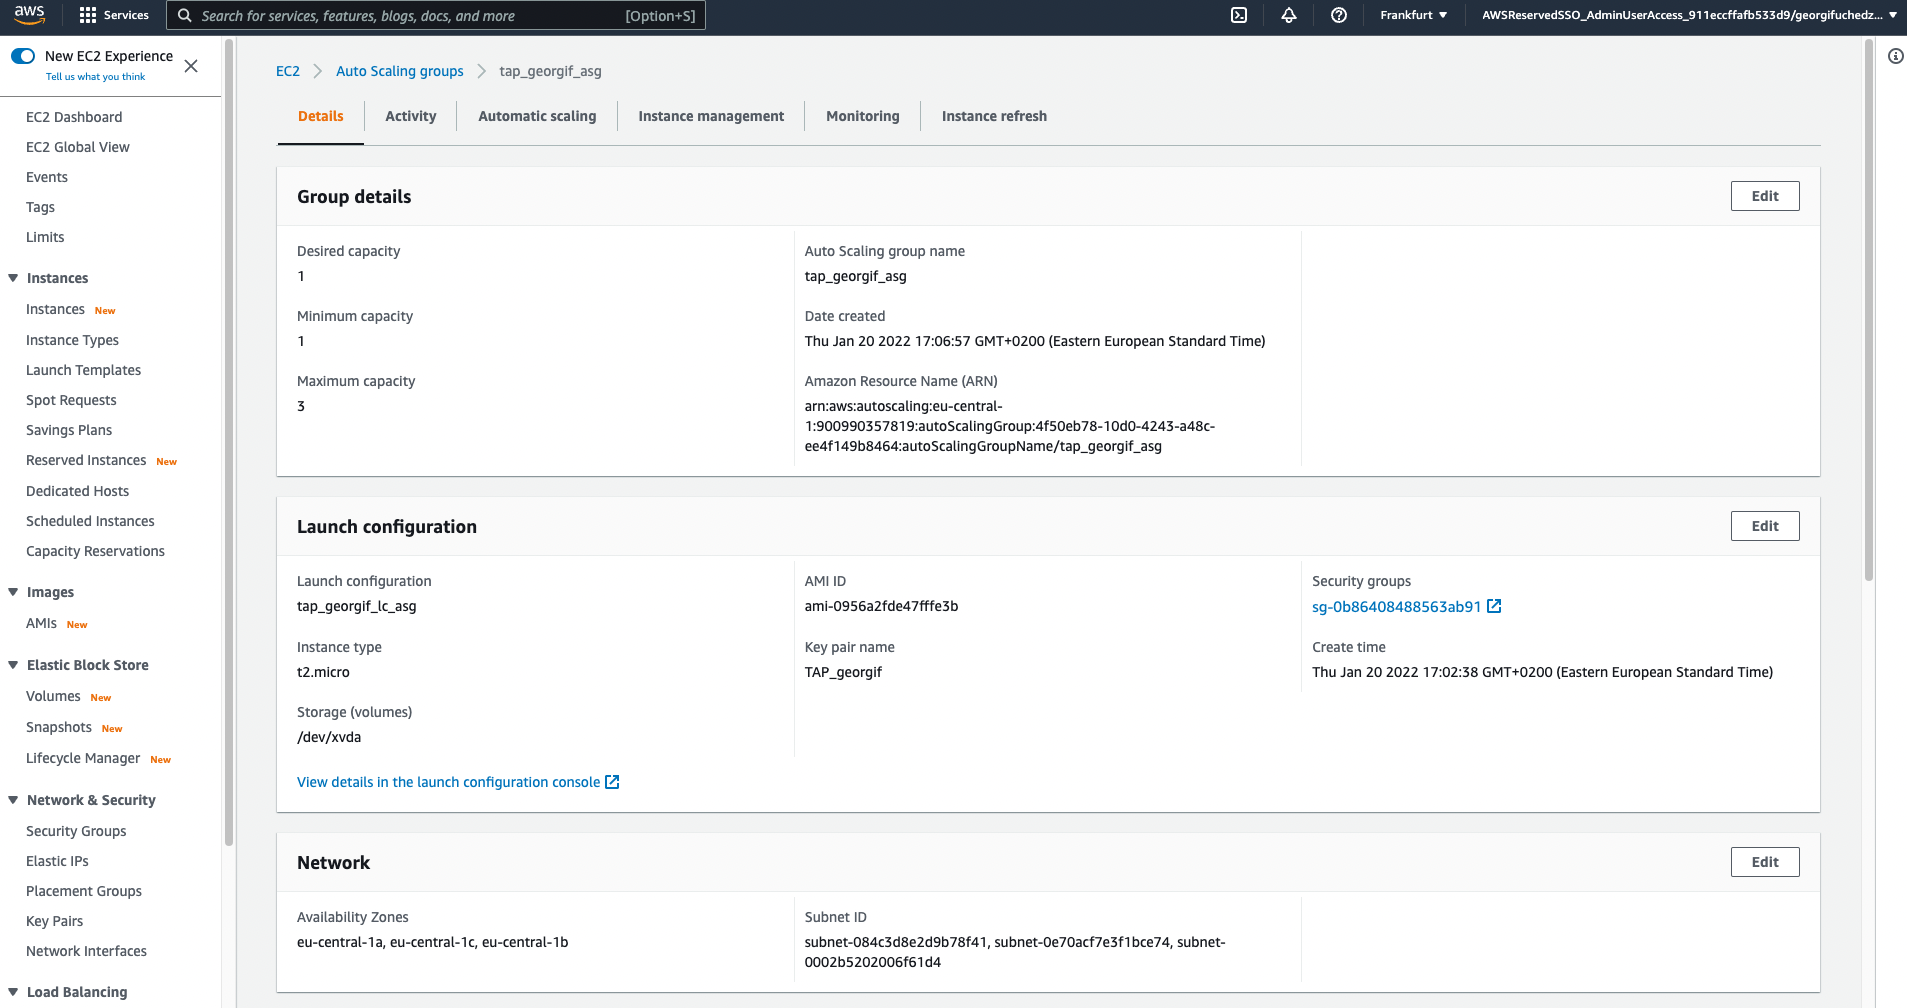 aws
Services
Search for services, features, blogs, docs, and more
[Option+S]
Frankfurt
AWSReservedSSO_AdminUserAccess_911eccffafb533d9/georgifuchedz...
New EC2 Experience
Tell us what you think
EC2 Dashboard
EC2 Global View
Events
Tags
Limits
Instances
Instances New
Instance Types
Launch Templates
Spot Requests
Savings Plans
Reserved Instances New
Dedicated Hosts
Scheduled Instances
Capacity Reservations
Images
AMIs New
Elastic Block Store
Volumes New
Snapshots New
Lifecycle Manager New
Network & Security
Security Groups
Elastic IPs
Placement Groups
Key Pairs
Network Interfaces
Load Balancing
EC2
Auto Scaling groups
tap_georgif_asg
Details
Activity
Automatic scaling
Instance management
Monitoring
Instance refresh
Group details
Edit
Desired capacity
1
Minimum capacity
1
Maximum capacity
3
Auto Scaling group name
tap_georgif_asg
Date created
Thu Jan 20 2022 17:06:57 GMT+0200 (Eastern European Standard Time)
Amazon Resource Name (ARN)
arn:aws:autoscaling:eu-central-
1:900990357819:autoScalingGroup:4f50eb78-10d0-4243-a48c-
ee4f149b8464:autoScalingGroupName/tap_georgif_asg
Launch configuration
Edit
Launch configuration
tap_georgif_lc_asg
Instance type
t2.micro
Storage (volumes)
/dev/xvda
View details in the launch configuration console
AMI ID
ami-0956a2fde47fffe3b
Key pair name
TAP_georgif
Security groups
sg-0b86408488563ab91
Create time
Thu Jan 20 2022 17:02:38 GMT+0200 (Eastern European Standard Time)
Network
Edit
Availability Zones
eu-central-1a, eu-central-1c, eu-central-1b
Subnet ID
subnet-084c3d8e2d9b78f41, subnet-0e70acf7e3f1bce74, subnet-
0002b5202006f61d4